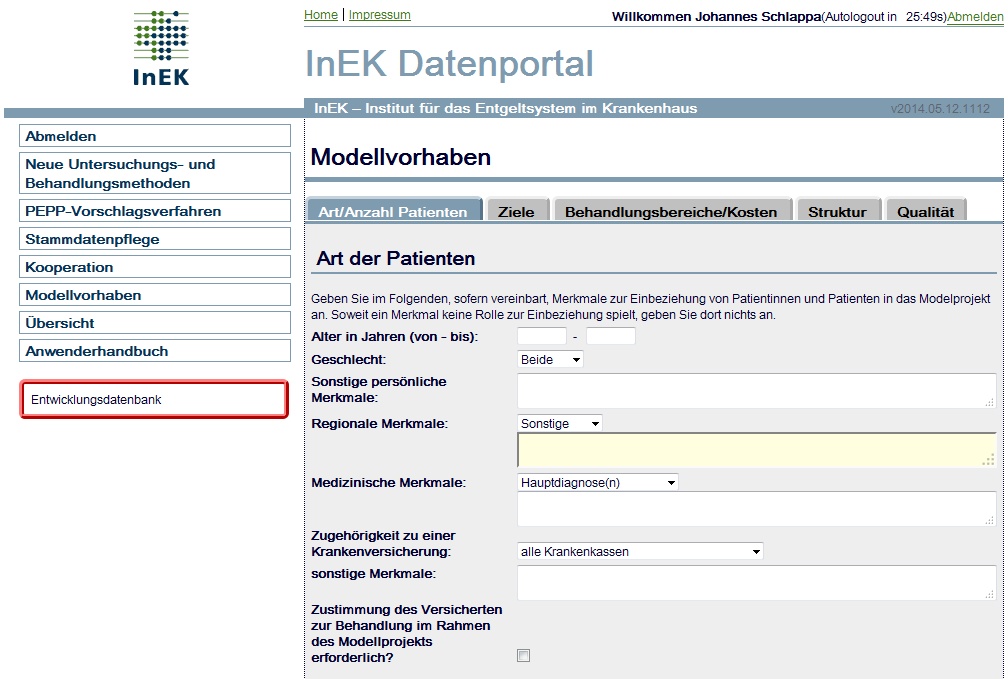 InEK
Home | Impressum
Willkommen Johannes Schlappa(Autologout in 25:49s)Abmelden
InEK Datenportal
InEK – Institut für das Entgeltsystem im Krankenhaus
v2014.05.12.1112
Abmelden
Neue Untersuchungs- und
Behandlungsmethoden
PEPP-Vorschlagsverfahren
Stammdatenpflege
Kooperation
Modellvorhaben
Übersicht
Anwenderhandbuch
Entwicklungsdatenbank
Modellvorhaben
Art/Anzahl Patienten
Ziele
Behandlungsbereiche/Kosten
Struktur
Qualität
Art der Patienten
Geben Sie im Folgenden, sofern vereinbart, Merkmale zur Einbeziehung von Patientinnen und Patienten in das Modelprojekt
an. Soweit ein Merkmal keine Rolle zur Einbeziehung spielt, geben Sie dort nichts an.
Alter in Jahren (von - bis): -
Geschlecht: Beide
Sonstige persönliche
Merkmale:
Regionale Merkmale: Sonstige
Medizinische Merkmale: Hauptdiagnose(n)
Zugehörigkeit zu einer
Krankenversicherung: alle Krankenkassen
sonstige Merkmale:
Zustimmung des Versicherten
zur Behandlung im Rahmen
des Modellprojekts
erforderlich?